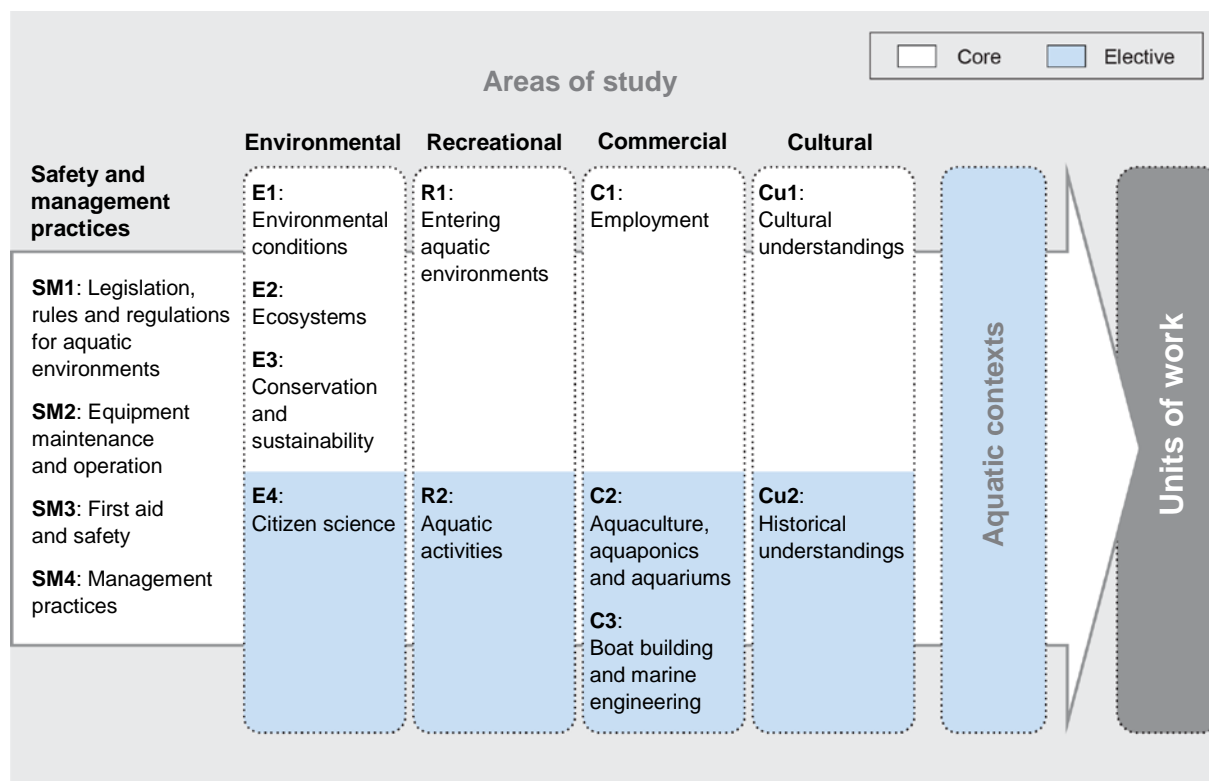 Core
Elective
Areas of study
Environmental
Recreational
Commercial
Cultural
Safety and
management
practices
SM1: Legislation,
rules and regulations
for aquatic
environments
SM2: Equipment
maintenance
and operation
SM3: First aid
and safety
SM4: Management
practices
E1:
Environmental
conditions
E2:
Ecosystems
E3:
Conservation
and
sustainability
E4:
Citizen science
R1:
Entering
aquatic
environments
R2:
Aquatic
activities
C1:
Employment
C2:
Aquaculture,
aquaponics
and aquariums
C3:
Boat building
and marine
engineering
Cu1:
Cultural
understandings
Cu2:
Historical
understandings
Aquatic contexts
Units of work